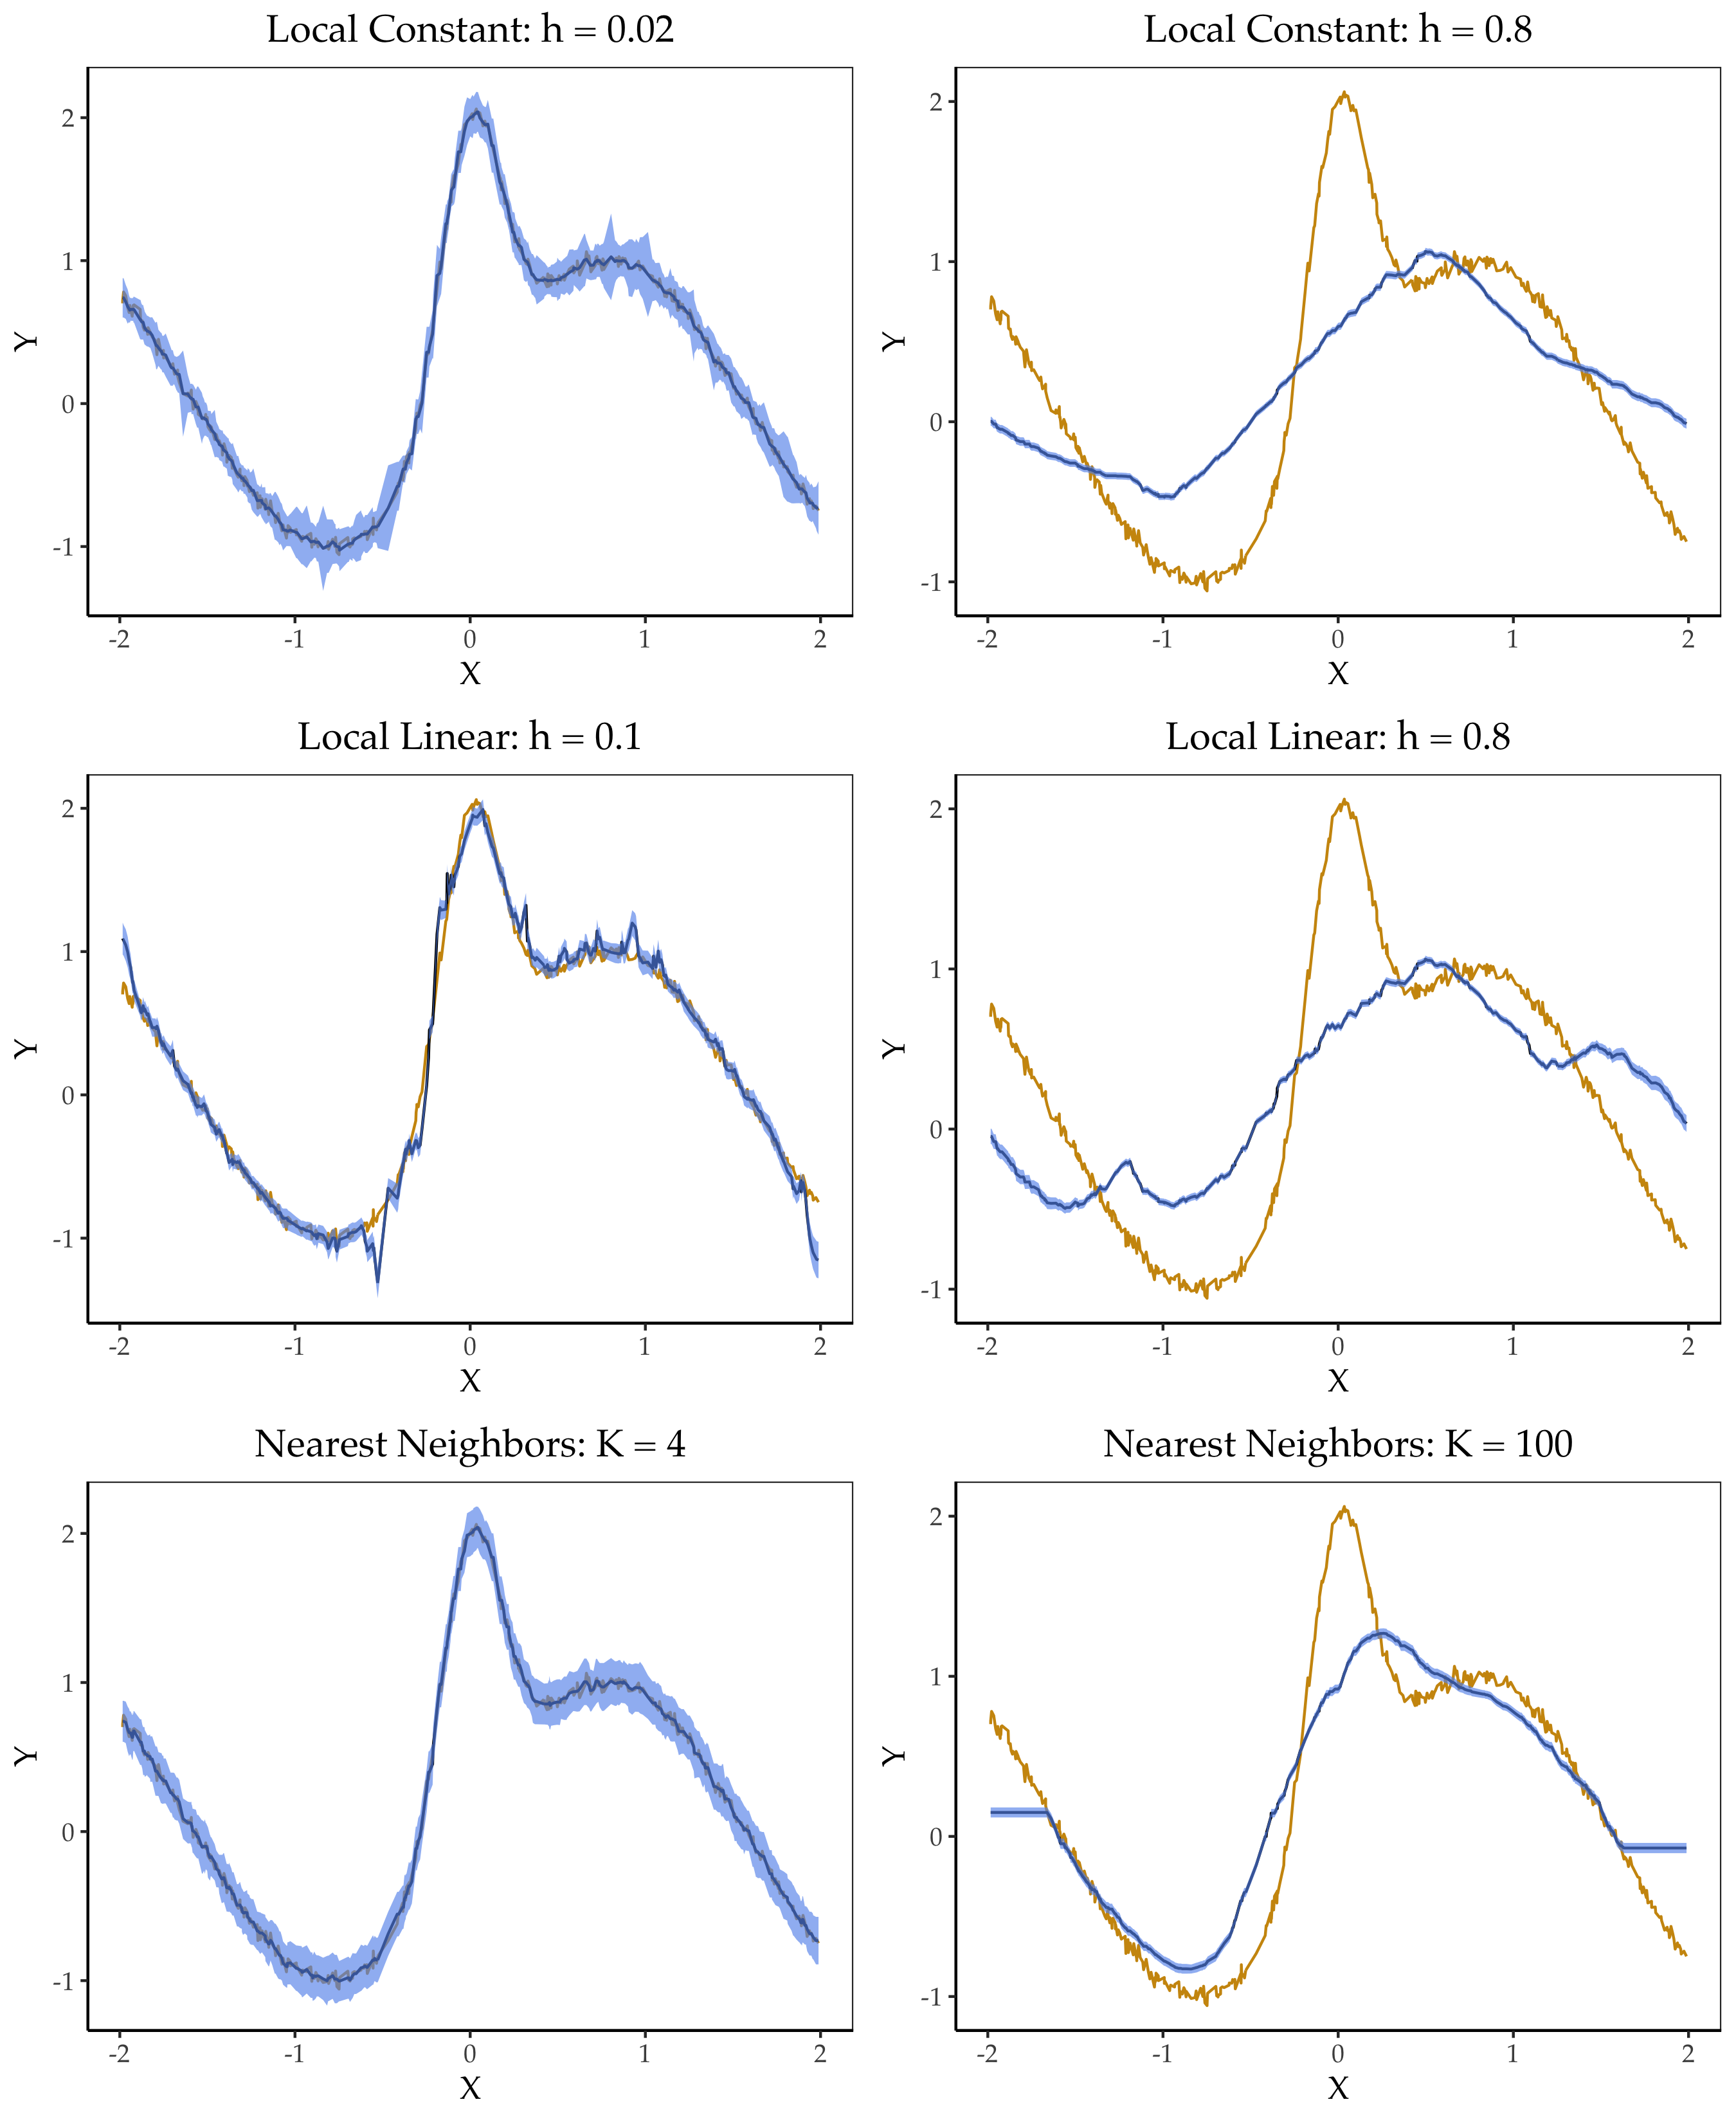 Local Constant: h = 0.02
Y
2
1
0
-1
-2 -1 0 1 2
X
Local Constant: h = 0.8
Y
2
1
0
-1
-2 -1 0 1 2
X
Local Linear: h = 0.1
Y
2
1
0
-1
-2 -1 0 1 2
X
Local Linear: h = 0.8
Y
2
1
0
-1
-2 -1 0 1 2
X
Nearest Neighbors: K = 4
Y
2
1
0
-1
-2 -1 0 1 2
X
Nearest Neighbors: K = 100
Y
2
1
0
-1
-2 -1 0 1 2
X